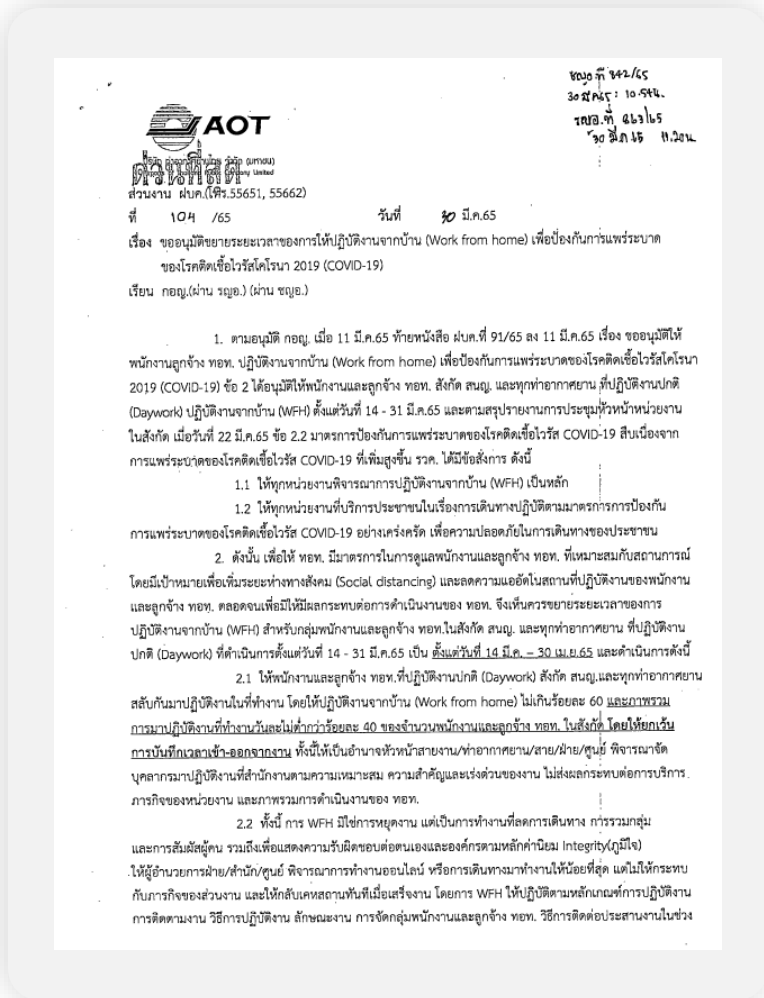 ชญอ.ที่ 842/65
30 มี.ค.65 : 10.54น.
รญอ.ที่ 863/65
30 มี.ค.65 11.20น.
AOT
บริษัท ท่าอากาศยานไทย จำกัด (มหาชน)
ด่วนที่สุด
ส่วนงาน ฝบค.(โทร.55651, 55662)
ที่ 104 /65 วันที่ 30 มี.ค.65
เรื่อง ขออนุมัติขยายระยะเวลาของการให้ปฏิบัติงานจากบ้าน (Work from home) เพื่อป้องกันการแพร่ระบาด
ของโรคติดเชื้อไวรัสโคโรนา 2019 (COVID-19)
เรียน กอญ.(ผ่าน รญอ.) (ผ่าน ชญอ.)
1. ตามอนุมัติ กอญ. เมื่อ 11 มี.ค.65 ท้ายหนังสือ ฝบค.ที่ 91/65 ลง 11 มี.ค.65 เรื่อง ขออนุมัติให้
พนักงานลูกจ้าง ทอท. ปฏิบัติงานจากบ้าน (Work from home) เพื่อป้องกันการแพร่ระบาดของโรคติดเชื้อไวรัสโคโรนา
2019 (COVID-19) ข้อ 2 ได้อนุมัติให้พนักงานและลูกจ้าง ทอท. สังกัด สนญ. และทุกท่าอากาศยาน ที่ปฏิบัติงานปกติ
(Daywork) ปฏิบัติงานจากบ้าน (WFH) ตั้งแต่วันที่ 14 - 31 มี.ค.65 และตามสรุปรายงานการประชุมหัวหน้าหน่วยงาน
ในสังกัด เมื่อวันที่ 22 มี.ค.65 ข้อ 2.2 มาตรการป้องกันการแพร่ระบาดของโรคติดเชื้อไวรัส COVID-19 สืบเนื่องจาก
การแพร่ระบาดของโรคติดเชื้อไวรัส COVID-19 ที่เพิ่มสูงขึ้น รวค. ได้มีข้อสั่งการ ดังนี้
1.1 ให้ทุกหน่วยงานพิจารณาการปฏิบัติงานจากบ้าน (WFH) เป็นหลัก
1.2 ให้ทุกหน่วยงานที่บริการประชาชนในเรื่องการเดินทางปฏิบัติตามมาตรการการป้องกัน
การแพร่ระบาดของโรคติดเชื้อไวรัส COVID-19 อย่างเคร่งครัด เพื่อความปลอดภัยในการเดินทางของประชาชน
2. ดังนั้น เพื่อให้ ทอท. มีมาตรการในการดูแลพนักงานและลูกจ้าง ทอท. ที่เหมาะสมกับสถานการณ์
โดยมีเป้าหมายเพื่อเพิ่มระยะห่างทางสังคม (Social distancing) และลดความแออัดในสถานที่ปฏิบัติงานของพนักงาน
และลูกจ้าง ทอท. ตลอดจนเพื่อมิให้มีผลกระทบต่อการดำเนินงานของ ทอท. จึงเห็นควรขยายระยะเวลาของการ
ปฏิบัติงานจากบ้าน (WFH) สำหรับกลุ่มพนักงานและลูกจ้าง ทอท.ในสังกัด สนญ. และทุกท่าอากาศยาน ที่ปฏิบัติงาน
ปกติ (Daywork) ที่ดำเนินการตั้งแต่วันที่ 14 - 31 มี.ค.65 เป็น ตั้งแต่วันที่ 14 มี.ค. – 30 เม.ย.65 และดำเนินการดังนี้
2.1 ให้พนักงานและลูกจ้าง ทอท.ที่ปฏิบัติงานปกติ (Daywork) สังกัด สนญ.และทุกท่าอากาศยาน
สลับกันมาปฏิบัติงานในที่ทำงาน โดยให้ปฏิบัติงานจากบ้าน (Work from home) ไม่เกินร้อยละ 60 และภาพรวม
การมาปฏิบัติงานที่ทำงานวันละไม่ต่ำกว่าร้อยละ 40 ของจำนวนพนักงานและลูกจ้าง ทอท. ในสังกัด โดยให้ยกเว้น
การบันทึกเวลาเข้า-ออกจากงาน ทั้งนี้ให้เป็นอำนาจหัวหน้าสายงาน/ท่าอากาศยาน/สาย/ฝ่าย/ศูนย์ พิจารณาจัด
บุคลากรมาปฏิบัติงานที่สำนักงานตามความเหมาะสม ความสำคัญและเร่งด่วนของงาน ไม่ส่งผลกระทบต่อการบริการ
ภารกิจของหน่วยงาน และภาพรวมการดำเนินงานของ ทอท.
2.2 ทั้งนี้ การ WFH มิใช่การหยุดงาน แต่เป็นการทำงานที่ลดการเดินทาง การรวมกลุ่ม
และการสัมผัสผู้คน รวมถึงเพื่อแสดงความรับผิดชอบต่อตนเองและองค์กรตามหลักค่านิยม Integrity(ภูมิใจ)
ให้ผู้อำนวยการฝ่าย/สำนัก/ศูนย์ พิจารณาการทำงานออนไลน์ หรือการเดินทางมาทำงานให้น้อยที่สุด แต่ไม่ให้กระทบ
กับภารกิจของส่วนงาน และให้กลับเคหสถานทันทีเมื่อเสร็จงาน โดยการ WFH ให้ปฏิบัติตามหลักเกณฑ์การปฏิบัติงาน
การติดตามงาน วิธีการปฏิบัติงาน ลักษณะงาน การจัดกลุ่มพนักงานและลูกจ้าง ทอท. วิธีการติดต่อประสานงานในช่วง